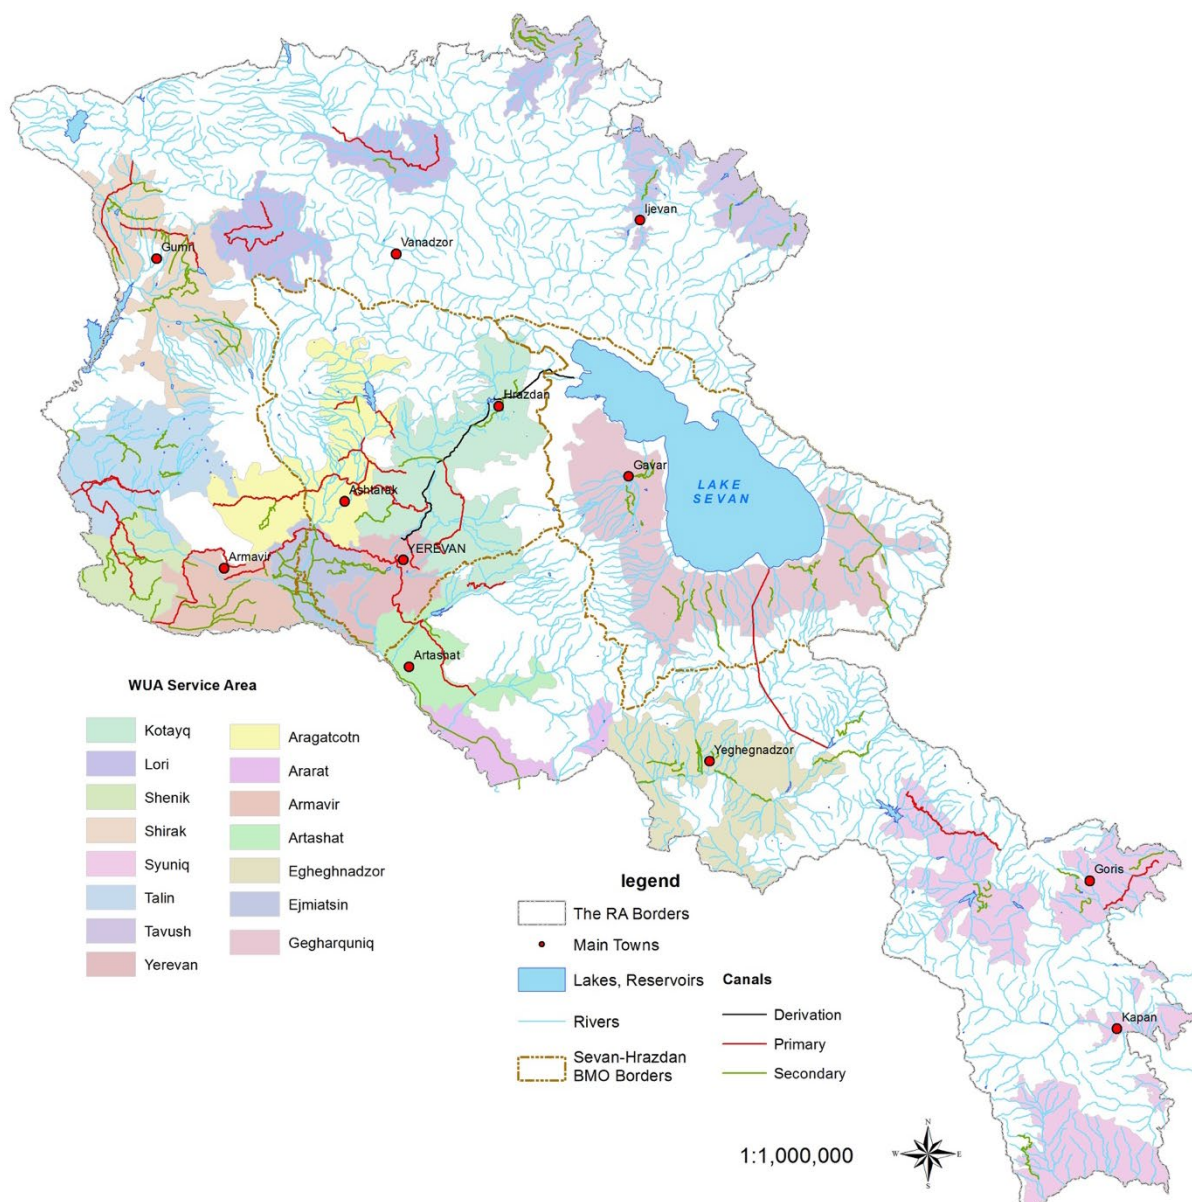 Ijevan
Vanadzor
Gumri
Hrazdan
Gavar
LAKE
SEVAN
Ashtarak
YEREVAN
Armavir
Artashat
Yeghegnadzor
Goris
Kapan
WUA Service Area
Kotayq
Lori
Shenik
Shirak
Syuniq
Talin
Tavush
Yerevan
Aragatcotn
Ararat
Armavir
Artashat
Egheghnadzor
Ejmiatsin
Gegharquniq
legend
The RA Borders
Main Towns
Lakes, Reservoirs
Rivers
Sevan-Hrazdan
BMO Borders
Canals
Derivation
Primary
Secondary
1:1,000,000
N
W
E
S